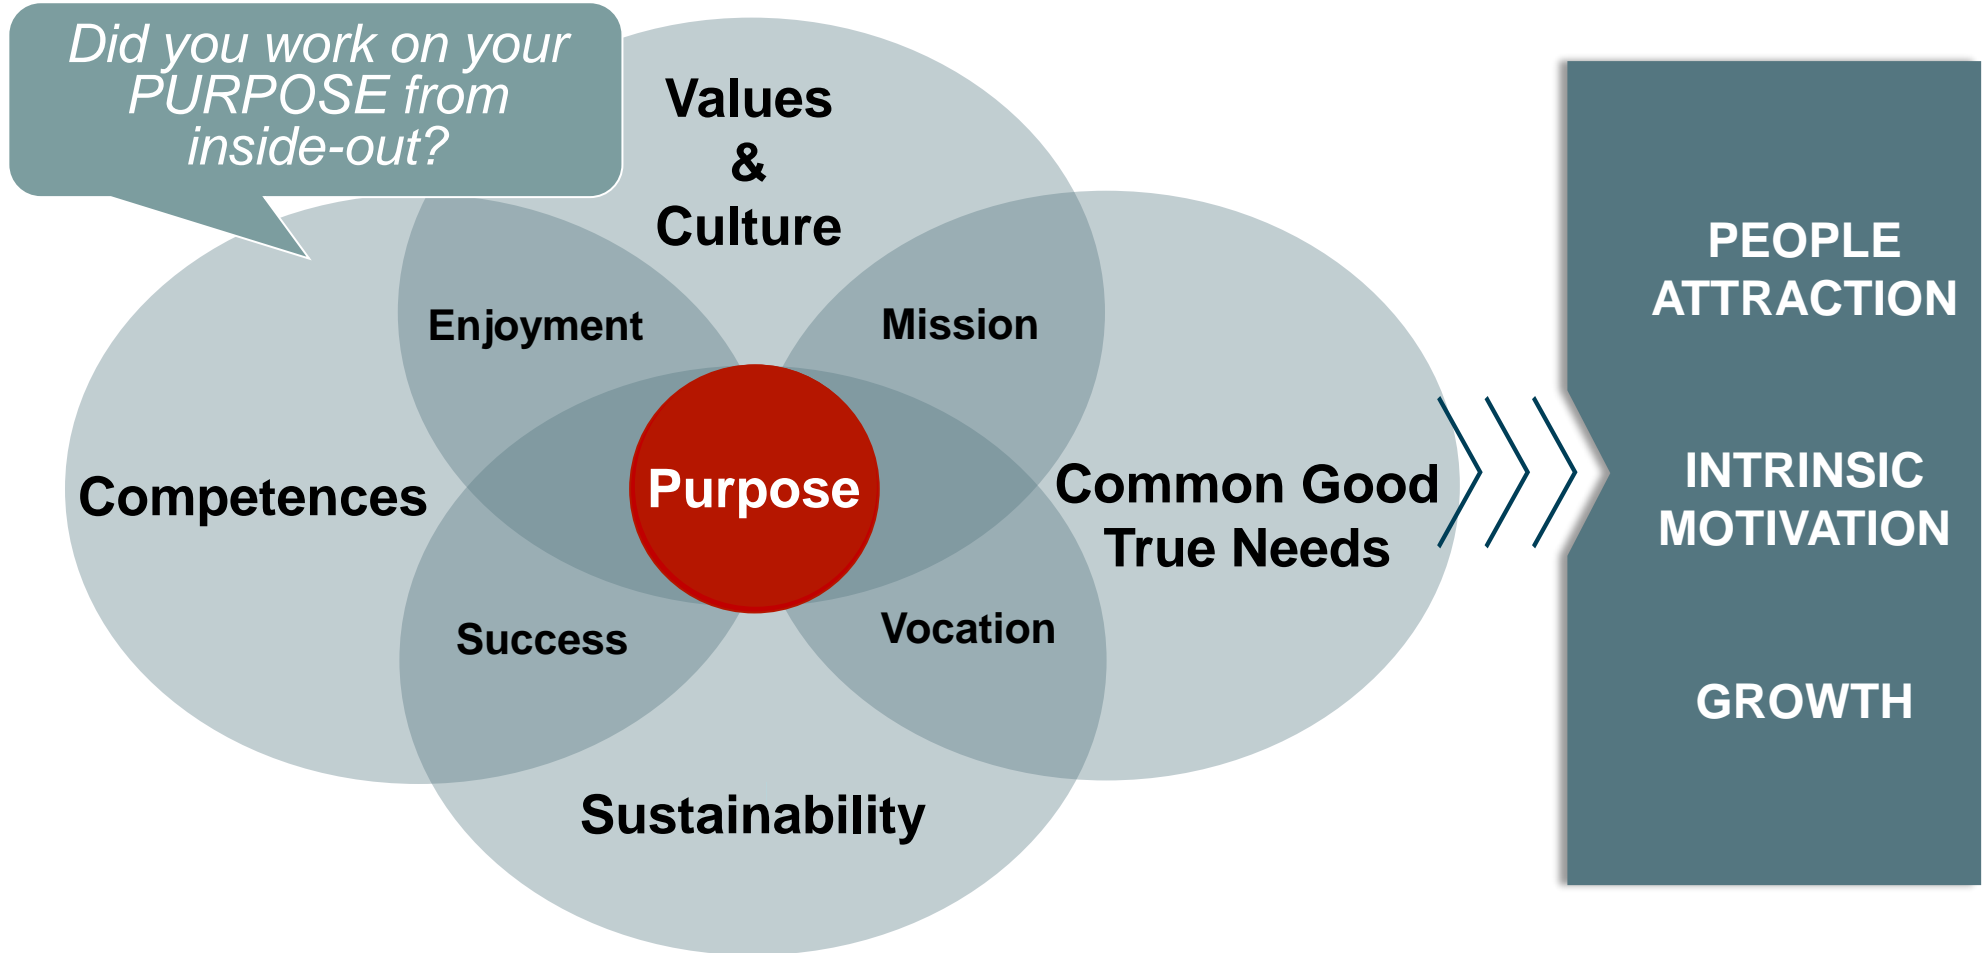 Did you work on your
PURPOSE from
inside-out?
Values
&
Culture
Enjoyment
Mission
Competences
Purpose
Common Good
True Needs
Success
Vocation
Sustainability
PEOPLE
ATTRACTION
INTRINSIC
MOTIVATION
GROWTH